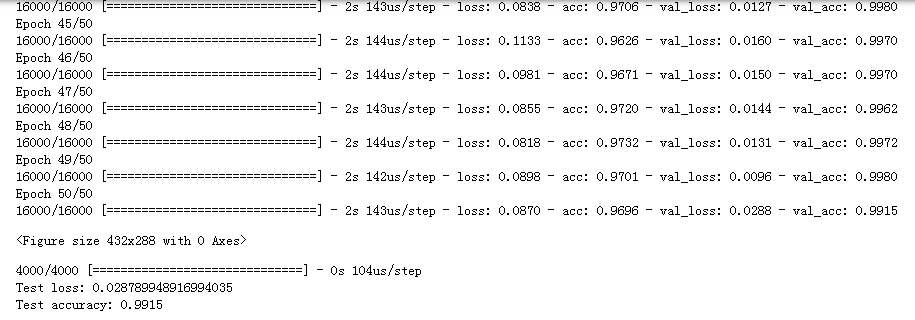 16000/16000 [==============================] - 2s 143us/step - loss: 0.0838 - acc: 0.9706 - val_loss: 0.0127 - val_acc: 0.9980
Epoch 45/50
16000/16000 [==============================] - 2s 144us/step - loss: 0.1133 - acc: 0.9626 - val_loss: 0.0160 - val_acc: 0.9970
Epoch 46/50
16000/16000 [==============================] - 2s 144us/step - loss: 0.0981 - acc: 0.9671 - val_loss: 0.0150 - val_acc: 0.9970
Epoch 47/50
16000/16000 [==============================] - 2s 143us/step - loss: 0.0855 - acc: 0.9720 - val_loss: 0.0144 - val_acc: 0.9962
Epoch 48/50
16000/16000 [==============================] - 2s 144us/step - loss: 0.0818 - acc: 0.9732 - val_loss: 0.0131 - val_acc: 0.9972
Epoch 49/50
16000/16000 [==============================] - 2s 142us/step - loss: 0.0898 - acc: 0.9701 - val_loss: 0.0096 - val_acc: 0.9980
Epoch 50/50
16000/16000 [==============================] - 2s 143us/step - loss: 0.0870 - acc: 0.9696 - val_loss: 0.0288 - val_acc: 0.9915
<Figure size 432x288 with 0 Axes>
4000/4000 [==============================] - 0s 104us/step
Test loss: 0.028789948916994035
Test accuracy: 0.9915